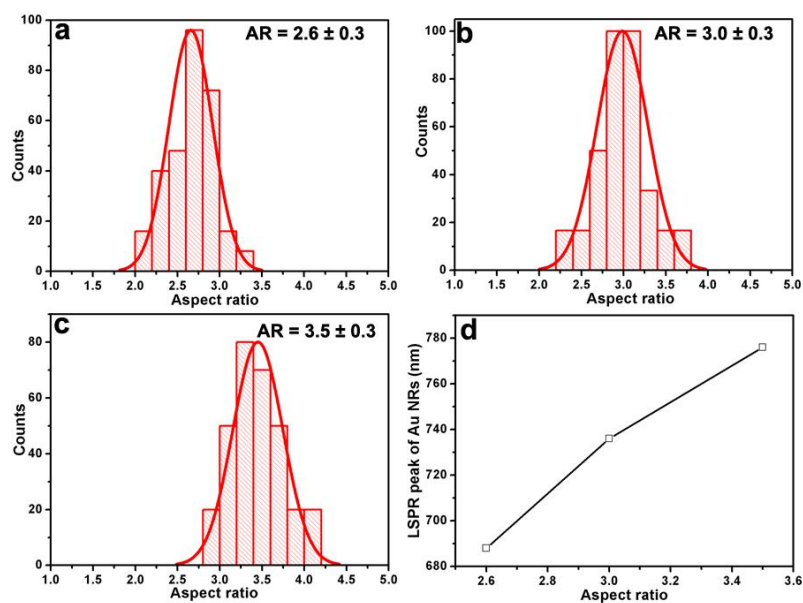 a
AR = 2.6 ± 0.3
Counts
100
80
60
40
20
0
1.0 1.5 2.0 2.5 3.0 3.5 4.0 4.5 5.0
Aspect ratio
b
AR = 3.0 ± 0.3
Counts
100
80
60
40
20
0
1.0 1.5 2.0 2.5 3.0 3.5 4.0 4.5 5.0
Aspect ratio
c
AR = 3.5 ± 0.3
Counts
80
60
40
20
0
1.0 1.5 2.0 2.5 3.0 3.5 4.0 4.5 5.0
Aspect ratio
d
LSPR peak of Au NRs (nm)
780
760
740
720
700
680
2.6 2.8 3.0 3.2 3.4 3.6
Aspect ratio